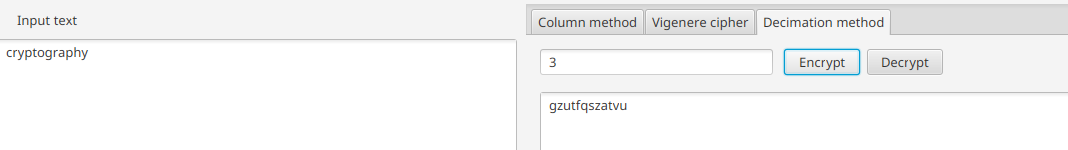 Input text
cryptography
Column method
Vigenere cipher
Decimation method
3
Encrypt
Decrypt
gzutfqszatvu